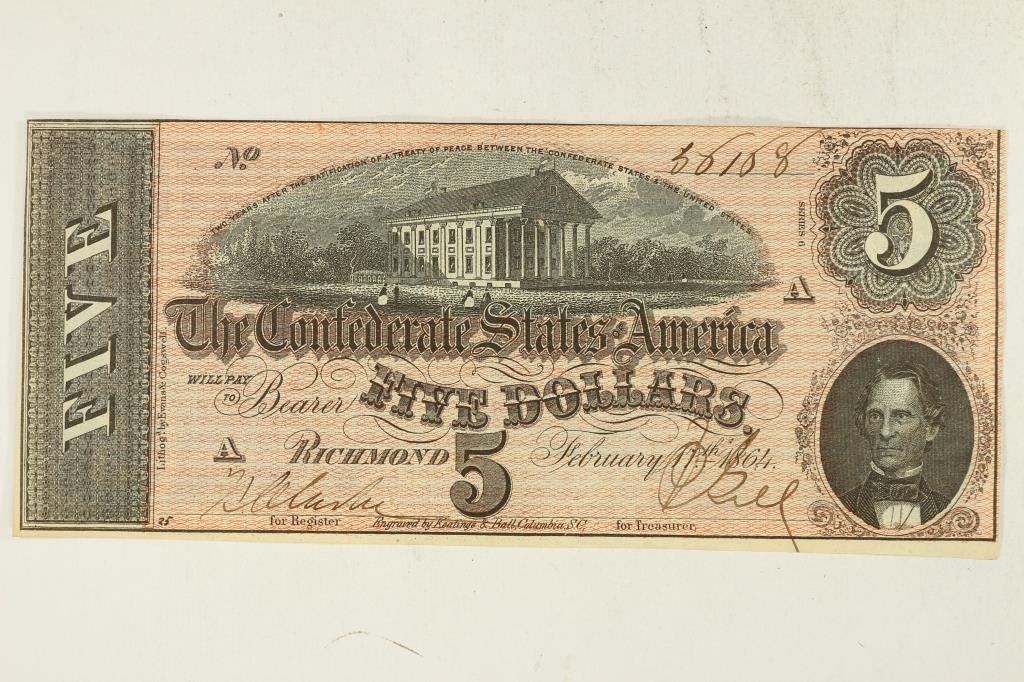 No 56168
TWO YEARS AFTER THE RATIFICATION OF A TREATY OF PEACE BETWEEN THE CONFEDERATE STATES & THE UNITED STATES
5
SERIES 6
A
FIVE
The Confederate States of America
WILL PAY
TO Bearer FIVE DOLLARS.
A RICHMOND 5 February 17th 1864.
Lithog'd by Evans & Cogswell
25 for Register Engraved by Keatinge & Ball, Columbia, S.C. for Treasurer.